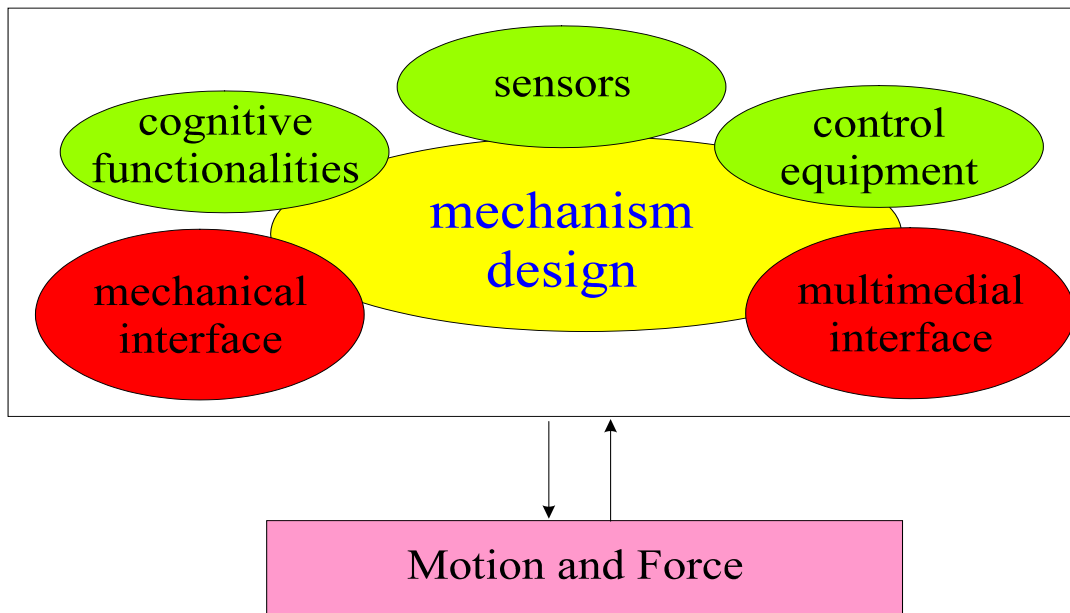 sensors
cognitive
functionalities
control
equipment
mechanism
design
mechanical
interface
multimedial
interface
Motion and Force